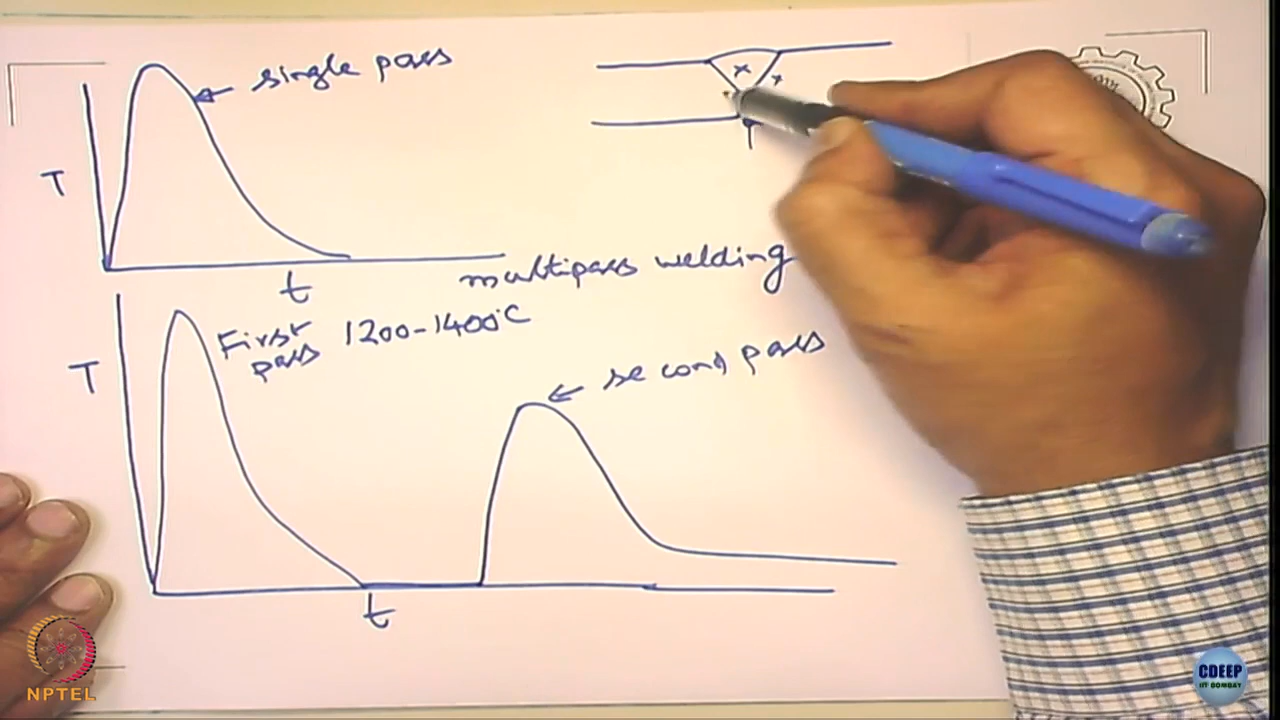 single pass
T
t
multipass welding
First 1200-1400°C
pass
T
second pass
t
NPTEL
CDEEP
IIT BOMBAY